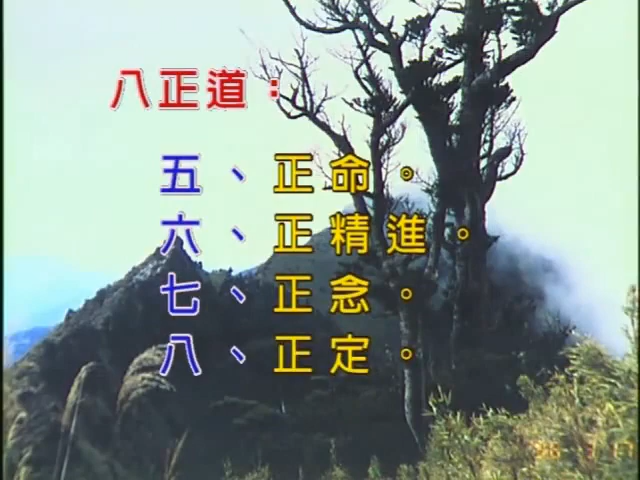 八正道：
五、正命。
六、正精進。
七、正念。
八、正定。